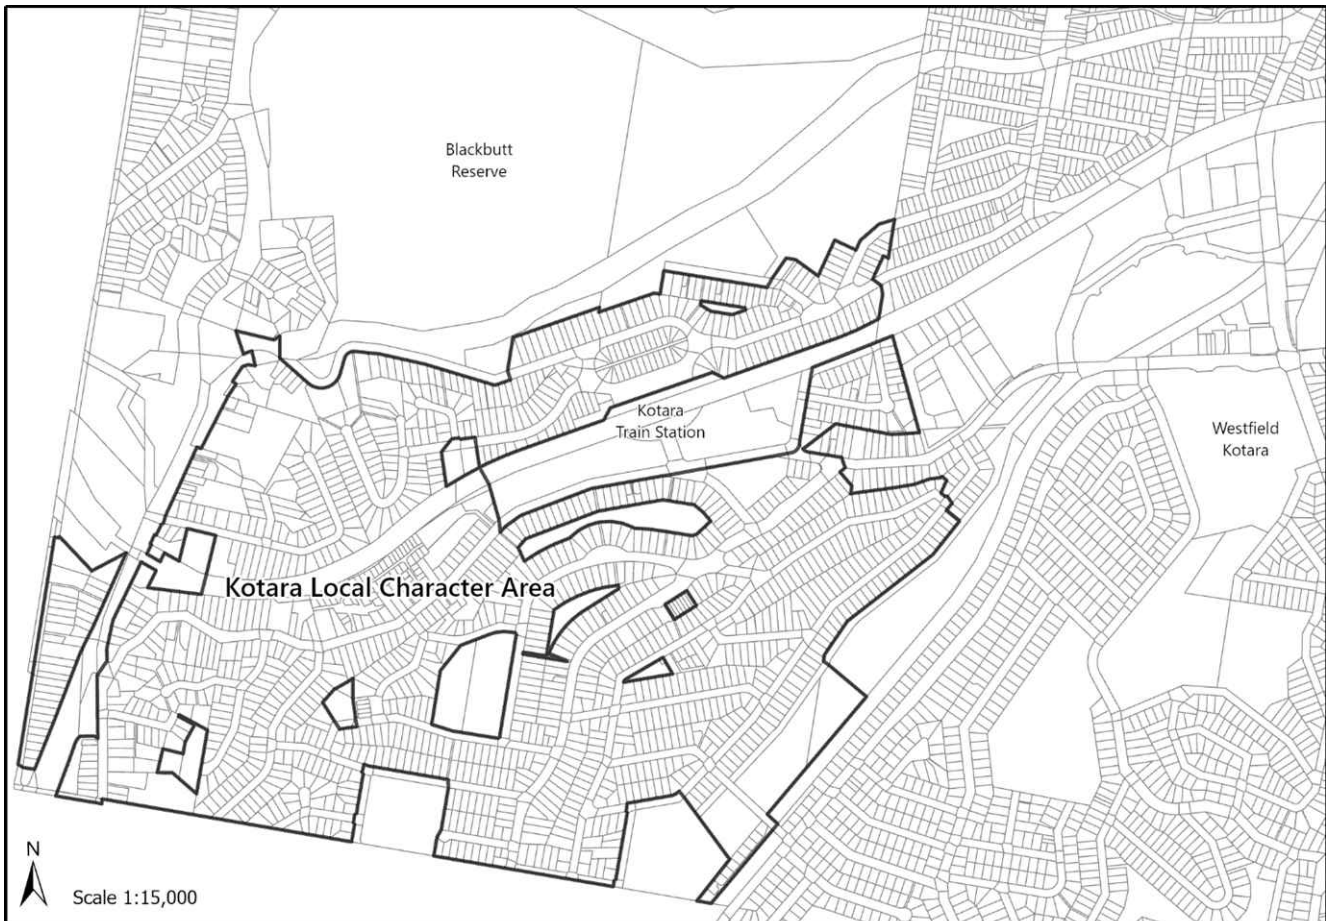 Blackbutt
Reserve
Kotara
Train Station
Westfield
Kotara
Kotara Local Character Area
N
Scale 1:15,000